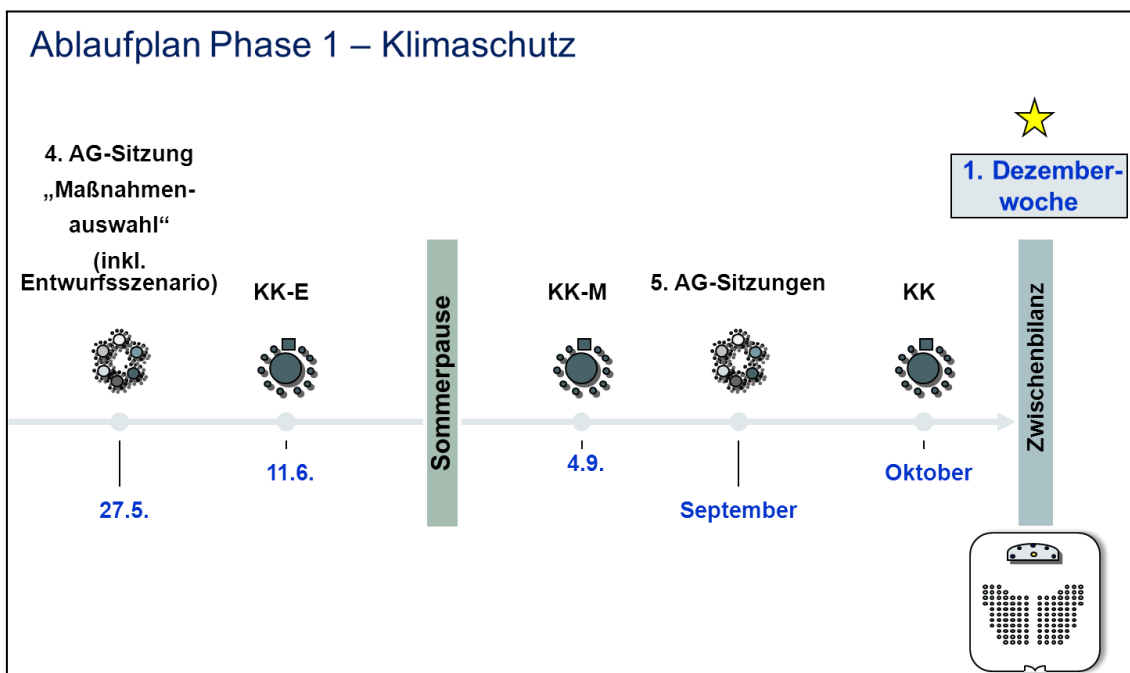 Ablaufplan Phase 1 – Klimaschutz
4. AG-Sitzung
„Maßnahmen-
auswahl“
(inkl.
Entwurfsszenario)
27.5.
KK-E
11.6.
Sommerpause
KK-M
4.9.
5. AG-Sitzungen
September
KK
Oktober
1. Dezember-
woche
Zwischenbilanz